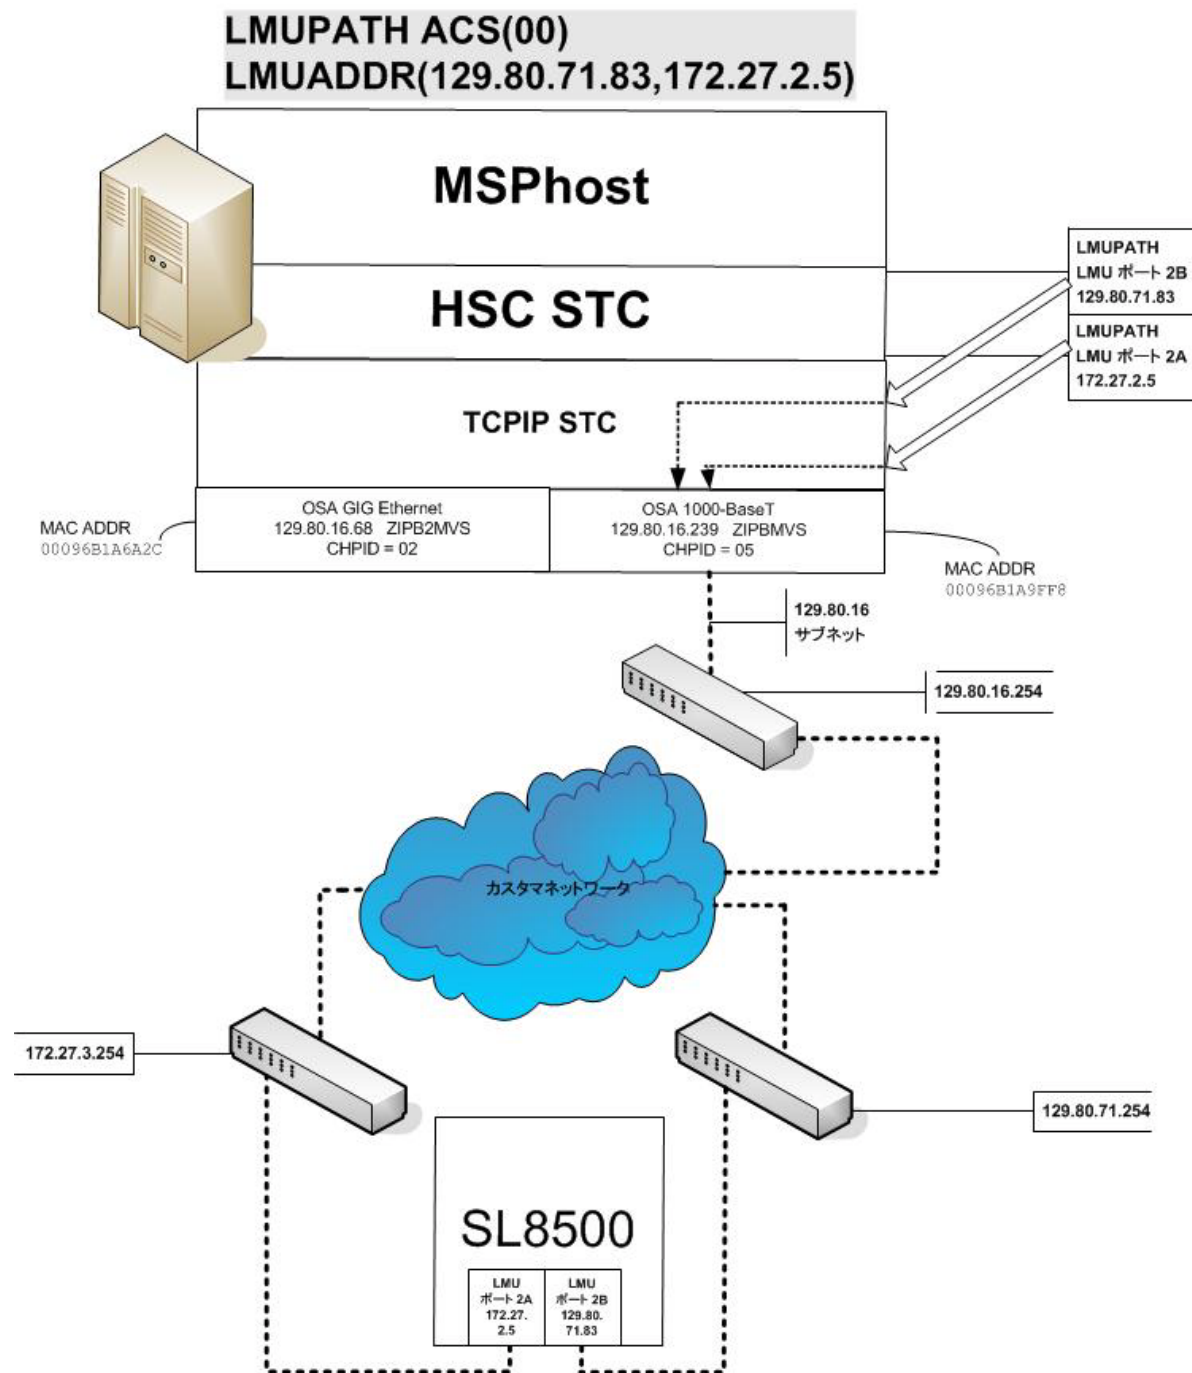 LMUPATH ACS(00)
LMUADDR(129.80.71.83,172.27.2.5)
MSPhost
HSC STC
TCPIP STC
LMUPATH
LMU ポート 2B
129.80.71.83
LMUPATH
LMU ポート 2A
172.27.2.5
OSA GIG Ethernet
129.80.16.68 ZIPB2MVS
CHPID = 02
OSA 1000-BaseT
129.80.16.239 ZIPBMVS
CHPID = 05
MAC ADDR
00096B1A6A2C
MAC ADDR
00096B1A9FF8
129.80.16
サブネット
129.80.16.254
カスタマネットワーク
172.27.3.254
129.80.71.254
SL8500
LMU
ポート 2A
172.27.
2.5
LMU
ポート 2B
129.80.
71.83